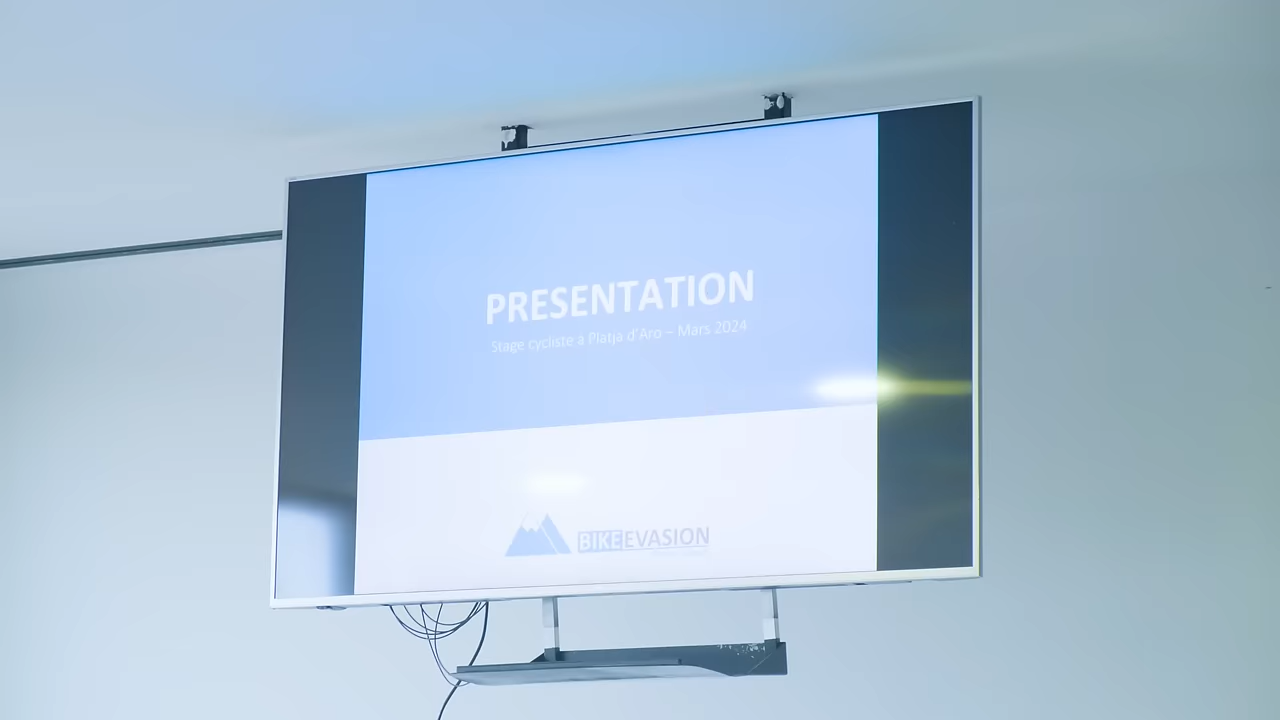 PRESENTATION
Stage cycliste à Platja d'Aro – Mars 2024
BIKEEVASION